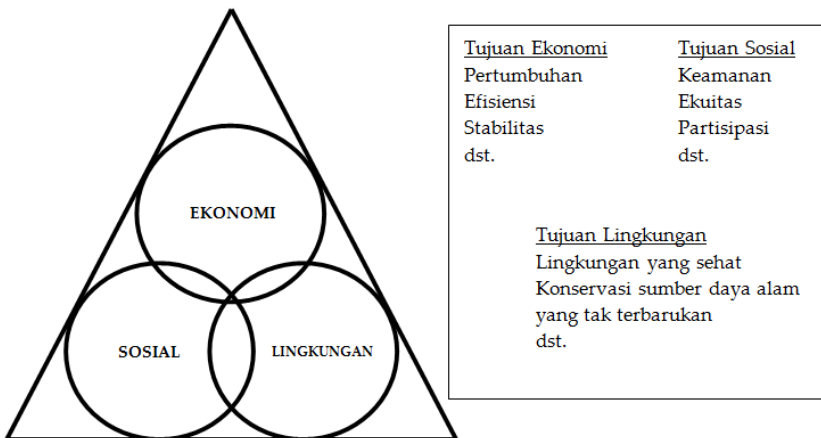 EKONOMI
SOSIAL
LINGKUNGAN
Tujuan Ekonomi
Pertumbuhan
Efisiensi
Stabilitas
dst.
Tujuan Sosial
Keamanan
Ekuitas
Partisipasi
dst.
Tujuan Lingkungan
Lingkungan yang sehat
Konservasi sumber daya alam
yang tak terbarukan
dst.